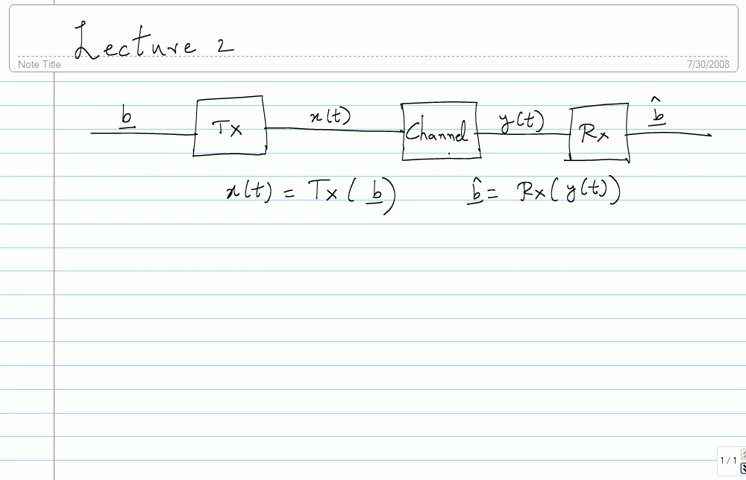 Lecture 2
Note Title
7/30/2008
b Tx x(t) Channel y(t) Rx b̂
x(t) = Tx(b) b̂ = Rx(y(t))
1/1